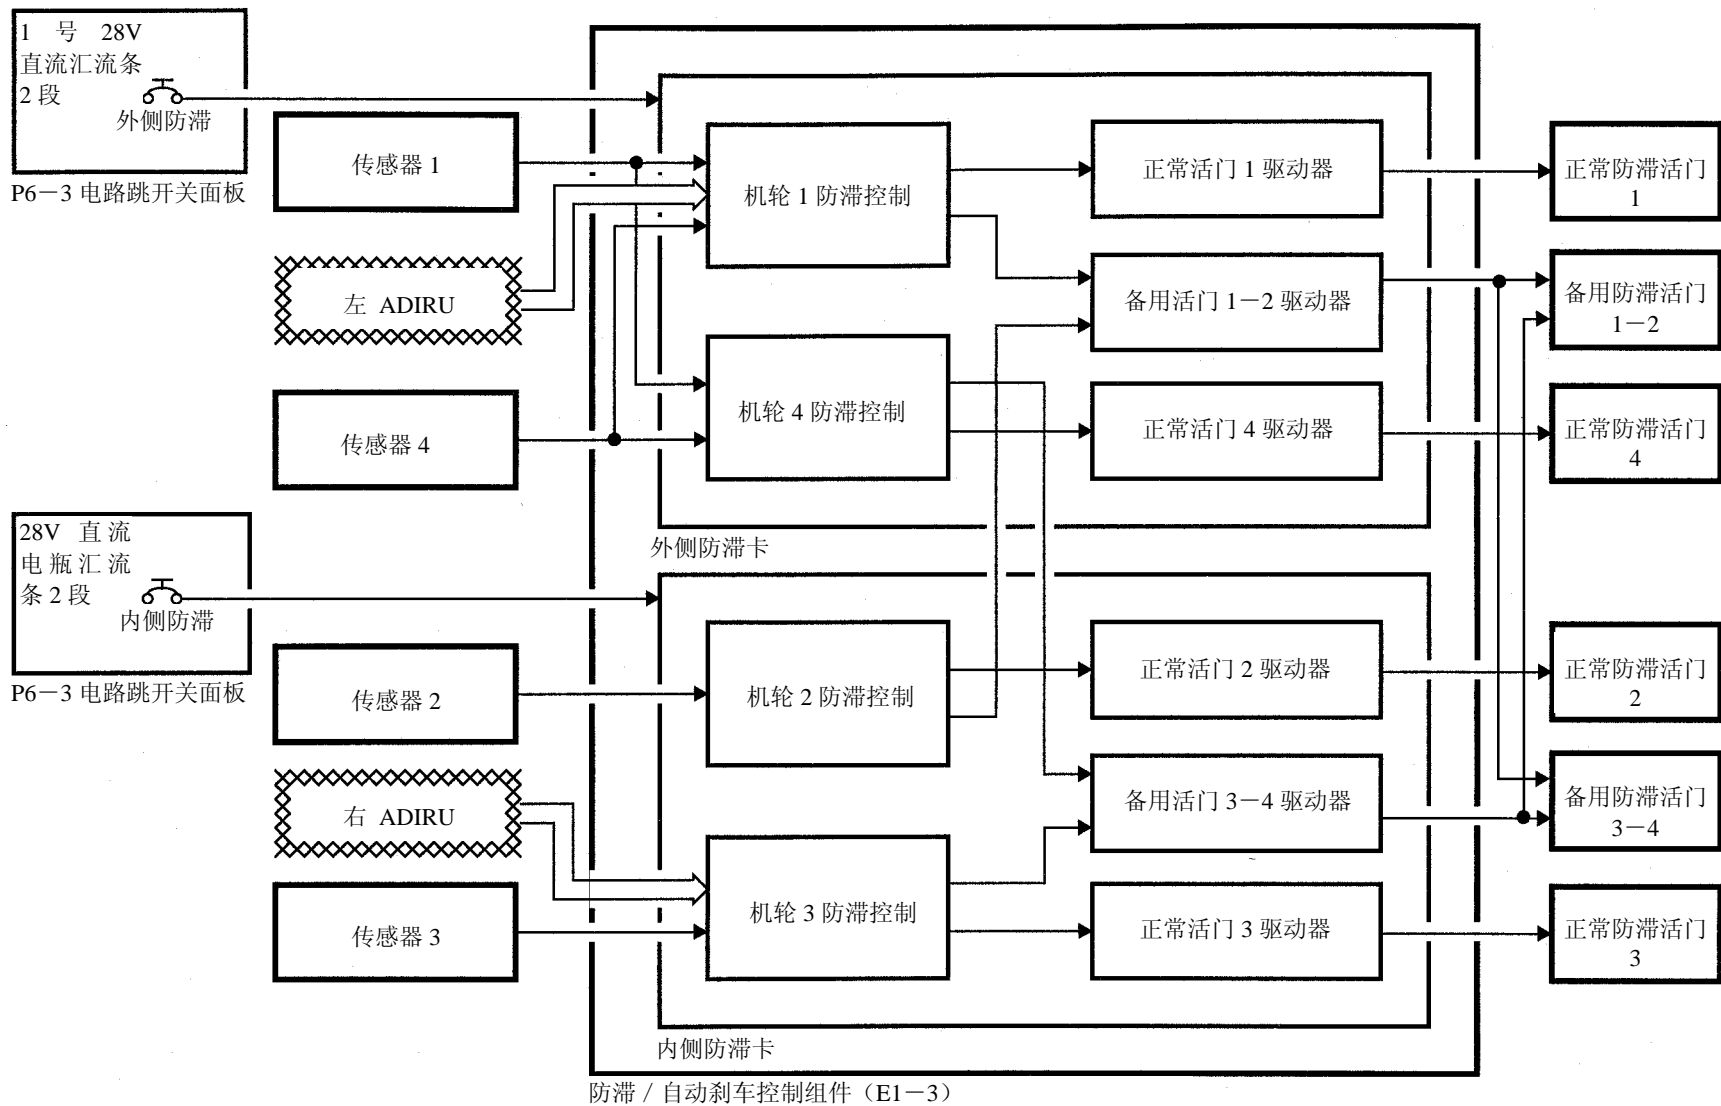 1 号 28V
直流汇流条
2 段
外侧防滞
P6－3 电路跳开关面板
传感器 1
左 ADIRU
传感器 4
机轮 1 防滞控制
机轮 4 防滞控制
正常活门 1 驱动器
备用活门 1－2 驱动器
正常活门 4 驱动器
正常防滞活门
1
备用防滞活门
1－2
正常防滞活门
4
外侧防滞卡
28V 直流
电瓶汇流
条 2 段
内侧防滞
P6－3 电路跳开关面板
传感器 2
右 ADIRU
传感器 3
机轮 2 防滞控制
机轮 3 防滞控制
正常活门 2 驱动器
备用活门 3－4 驱动器
正常活门 3 驱动器
正常防滞活门
2
备用防滞活门
3－4
正常防滞活门
3
内侧防滞卡
防滞 / 自动刹车控制组件（E1－3）